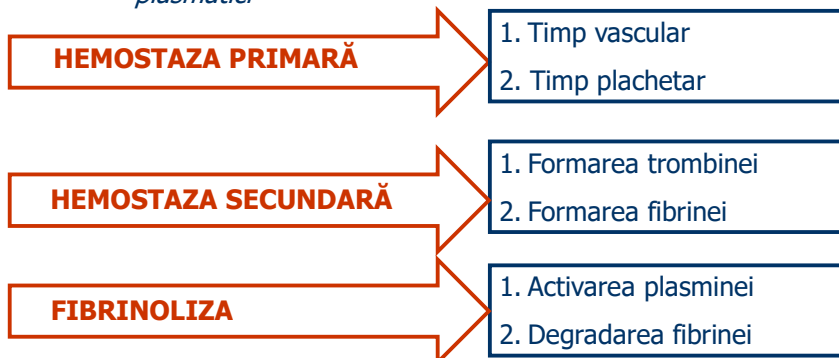 plasmatici
HEMOSTAZA PRIMARĂ
1. Timp vascular
2. Timp plachetar
HEMOSTAZA SECUNDARĂ
1. Formarea trombinei
2. Formarea fibrinei
FIBRINOLIZA
1. Activarea plasminei
2. Degradarea fibrinei